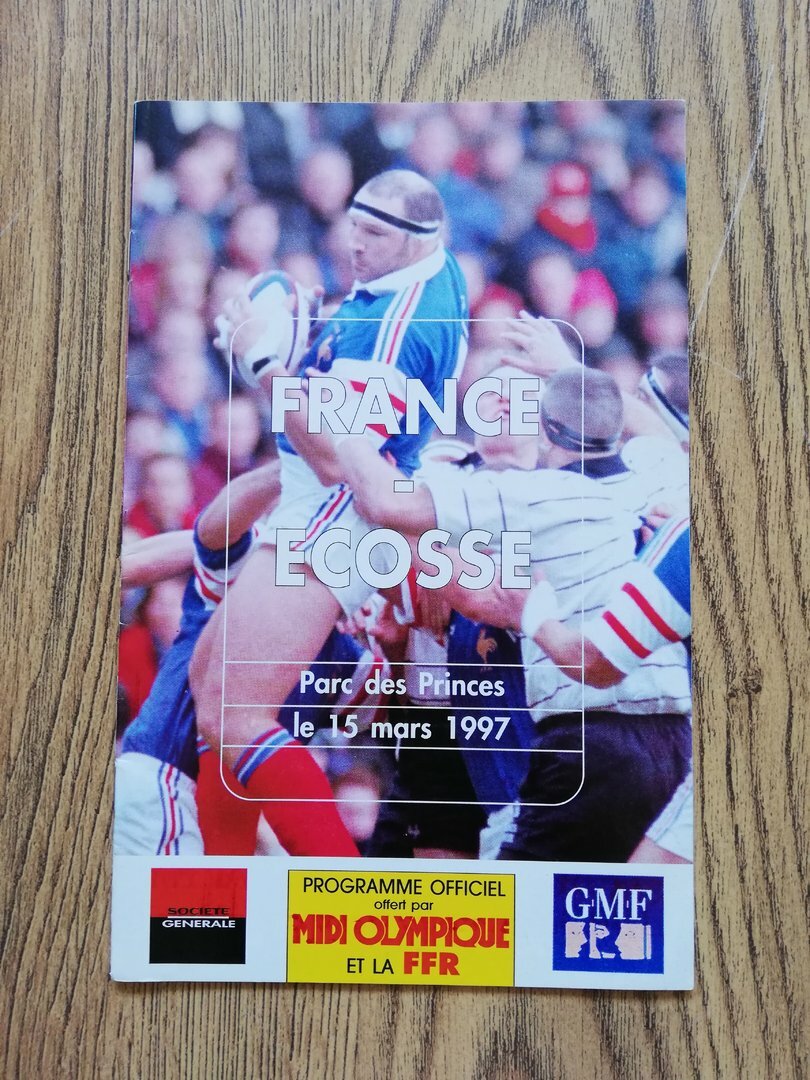 FRANCE
-
ECOSSE
Parc des Princes
le 15 mars 1997
SOCIETE
GENERALE
PROGRAMME OFFICIEL
offert par
MIDI OLYMPIQUE
ET LA FFR
G·M·F